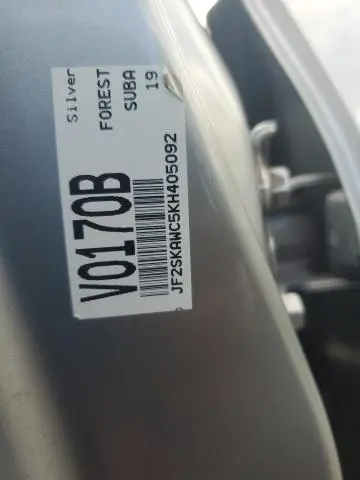 Silver
V0170B
FOREST
SUBA
19
JF2SKAWC5KH405092